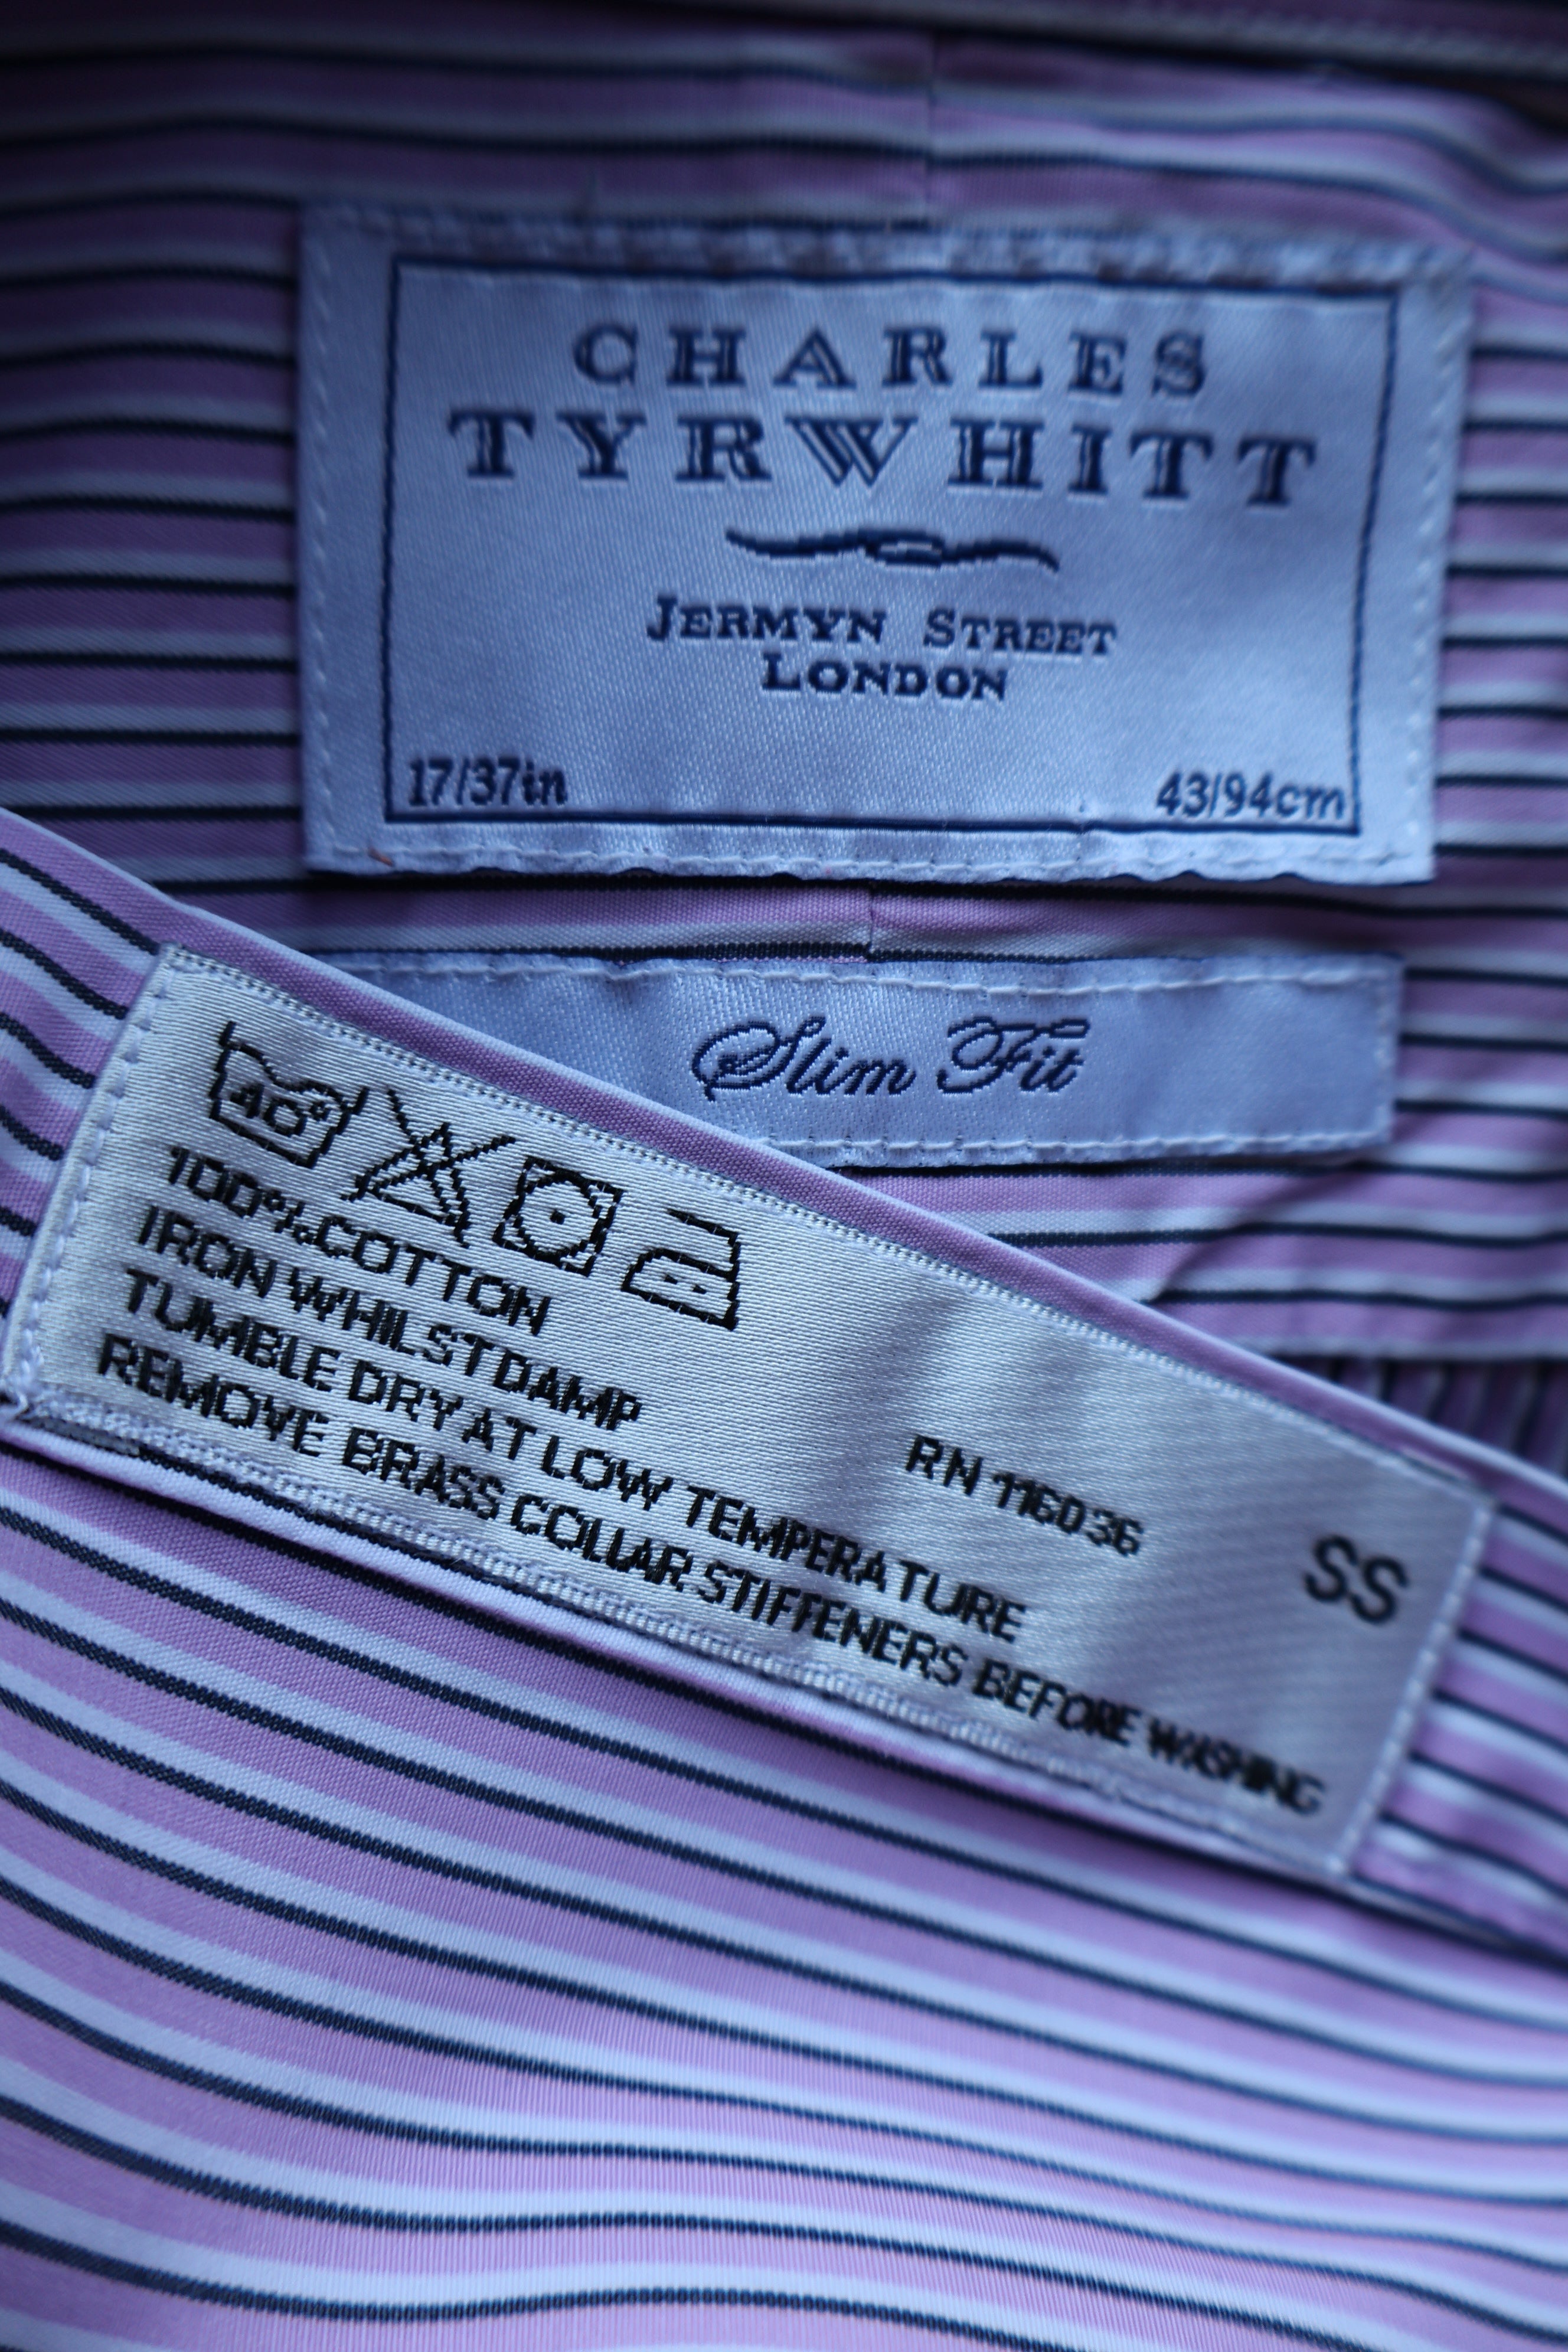 CHARLES
TYRWHITT
JERMYN STREET
LONDON
17/37in 43/94cm
Slim Fit
40°
100% COTTON
IRON WHILST DAMP
TUMBLE DRY AT LOW TEMPERATURE
REMOVE BRASS COLLAR STIFFENERS BEFORE WASHING
RN 116036
SS